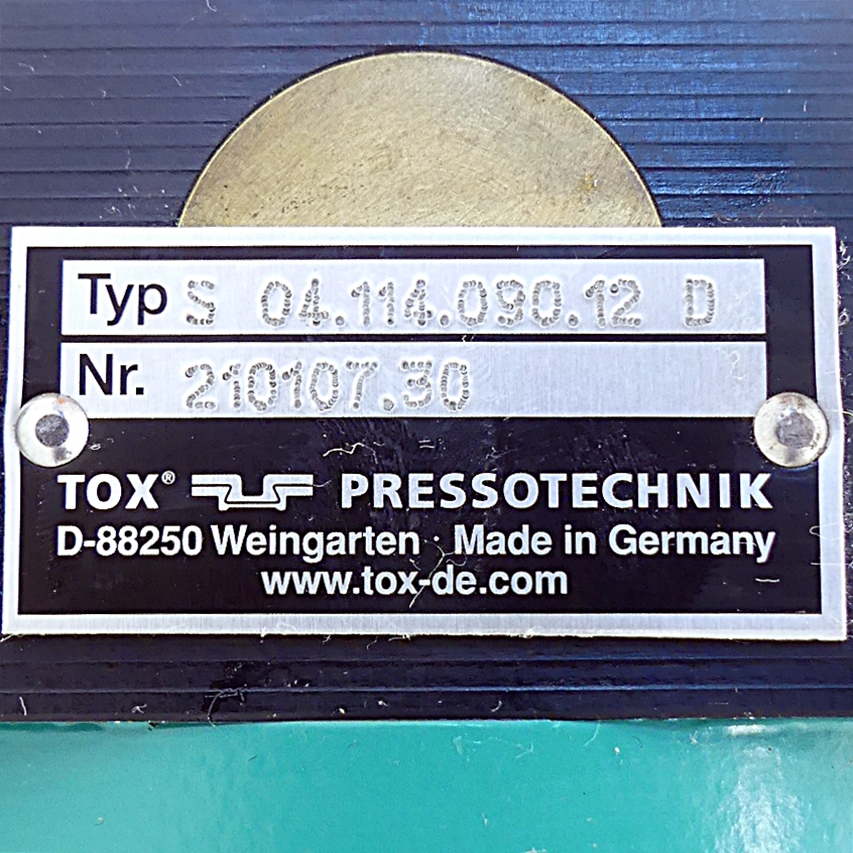 Typ S 04.114.090.12 D
Nr. 210107.30
TOX® PRESSOTECHNIK
D-88250 Weingarten · Made in Germany
www.tox-de.com